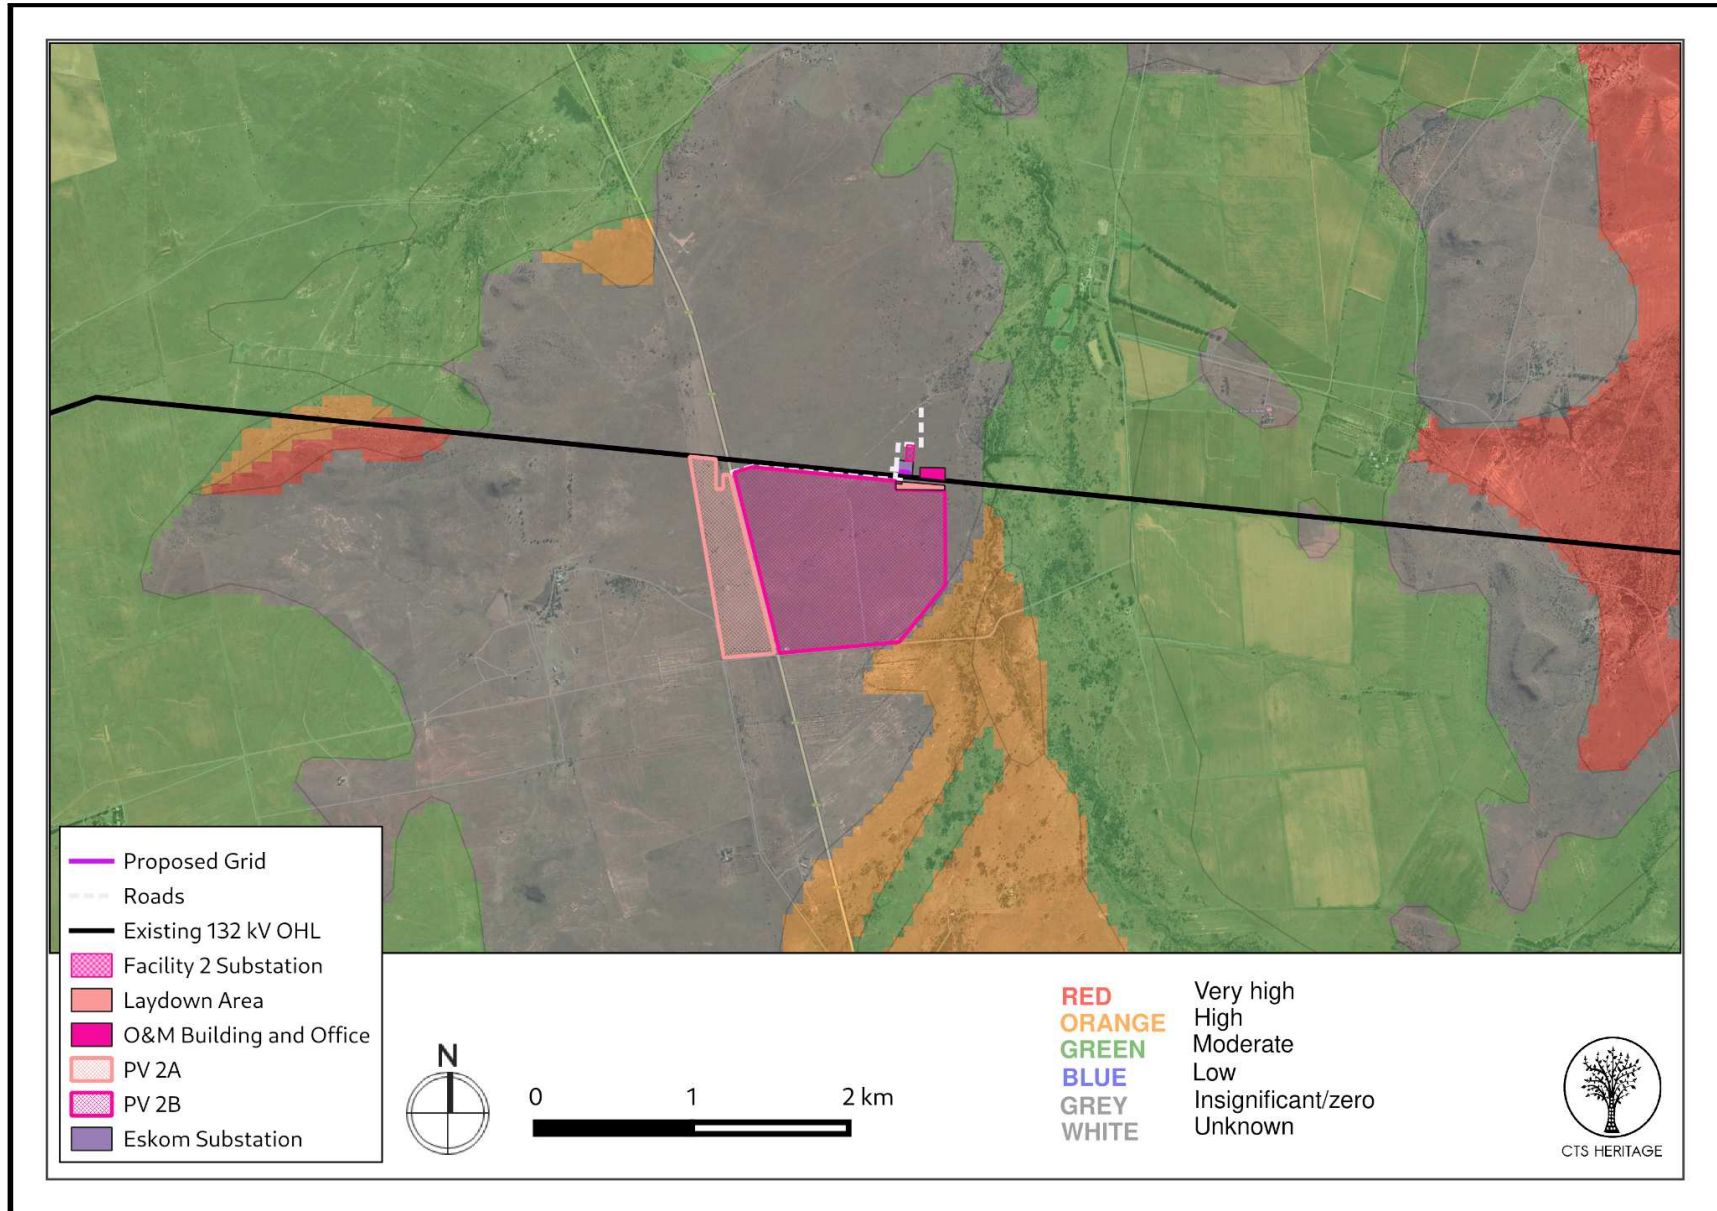 Proposed Grid
Roads
Existing 132 kV OHL
Facility 2 Substation
Laydown Area
O&M Building and Office
PV 2A
PV 2B
Eskom Substation
N
0 1 2 km
RED Very high
ORANGE High
GREEN Moderate
BLUE Low
GREY Insignificant/zero
WHITE Unknown
CTS HERITAGE